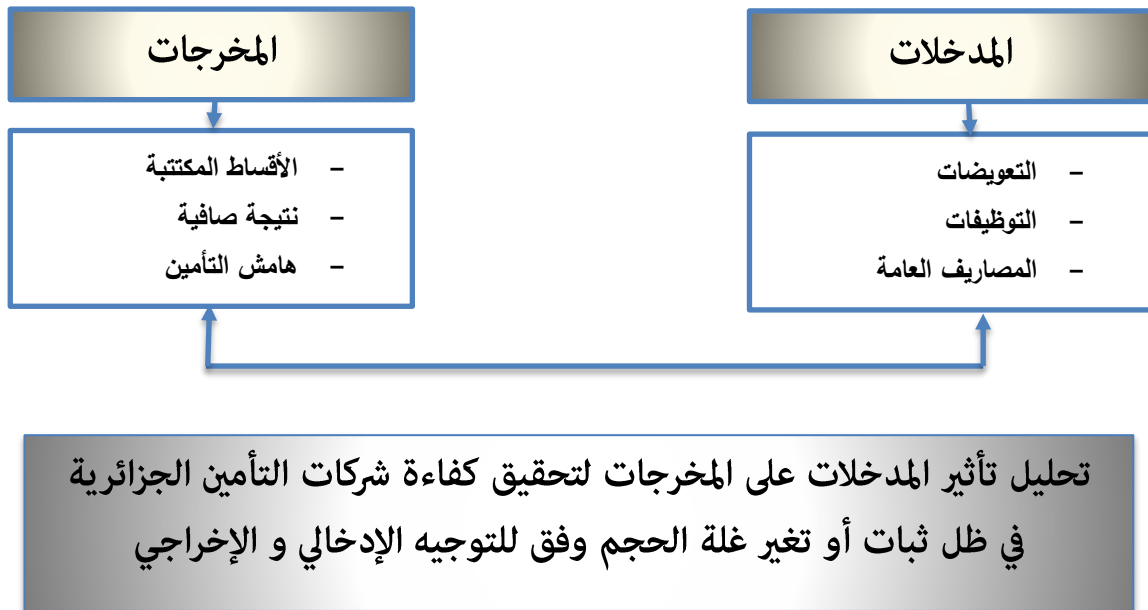 المدخلات
– التعويضات
– التوظيفات
– المصاريف العامة
المخرجات
– الأقساط المكتتبة
– نتيجة صافية
– هامش التأمين
تحليل تأثير المدخلات على المخرجات لتحقيق كفاءة شركات التأمين الجزائرية
في ظل ثبات أو تغير غلة الحجم وفق للتوجيه الإدخالي و الإخراجي